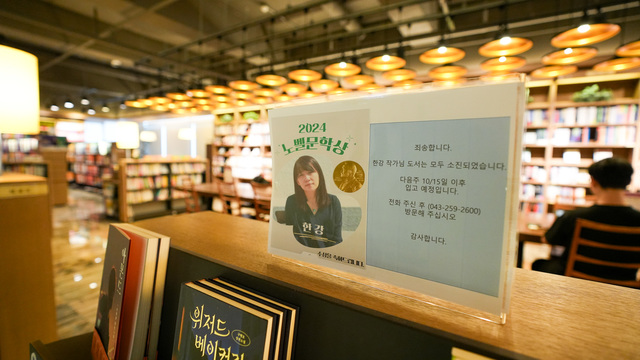 2024
노벨문학상
한강
죄송합니다.
한강 작가님 도서는 모두 소진되었습니다.
다음주 10/15일 이후
입고 예정입니다.
전화 주신 후 (043-259-2600)
방문해 주십시오
감사합니다.
위저드
베이커리